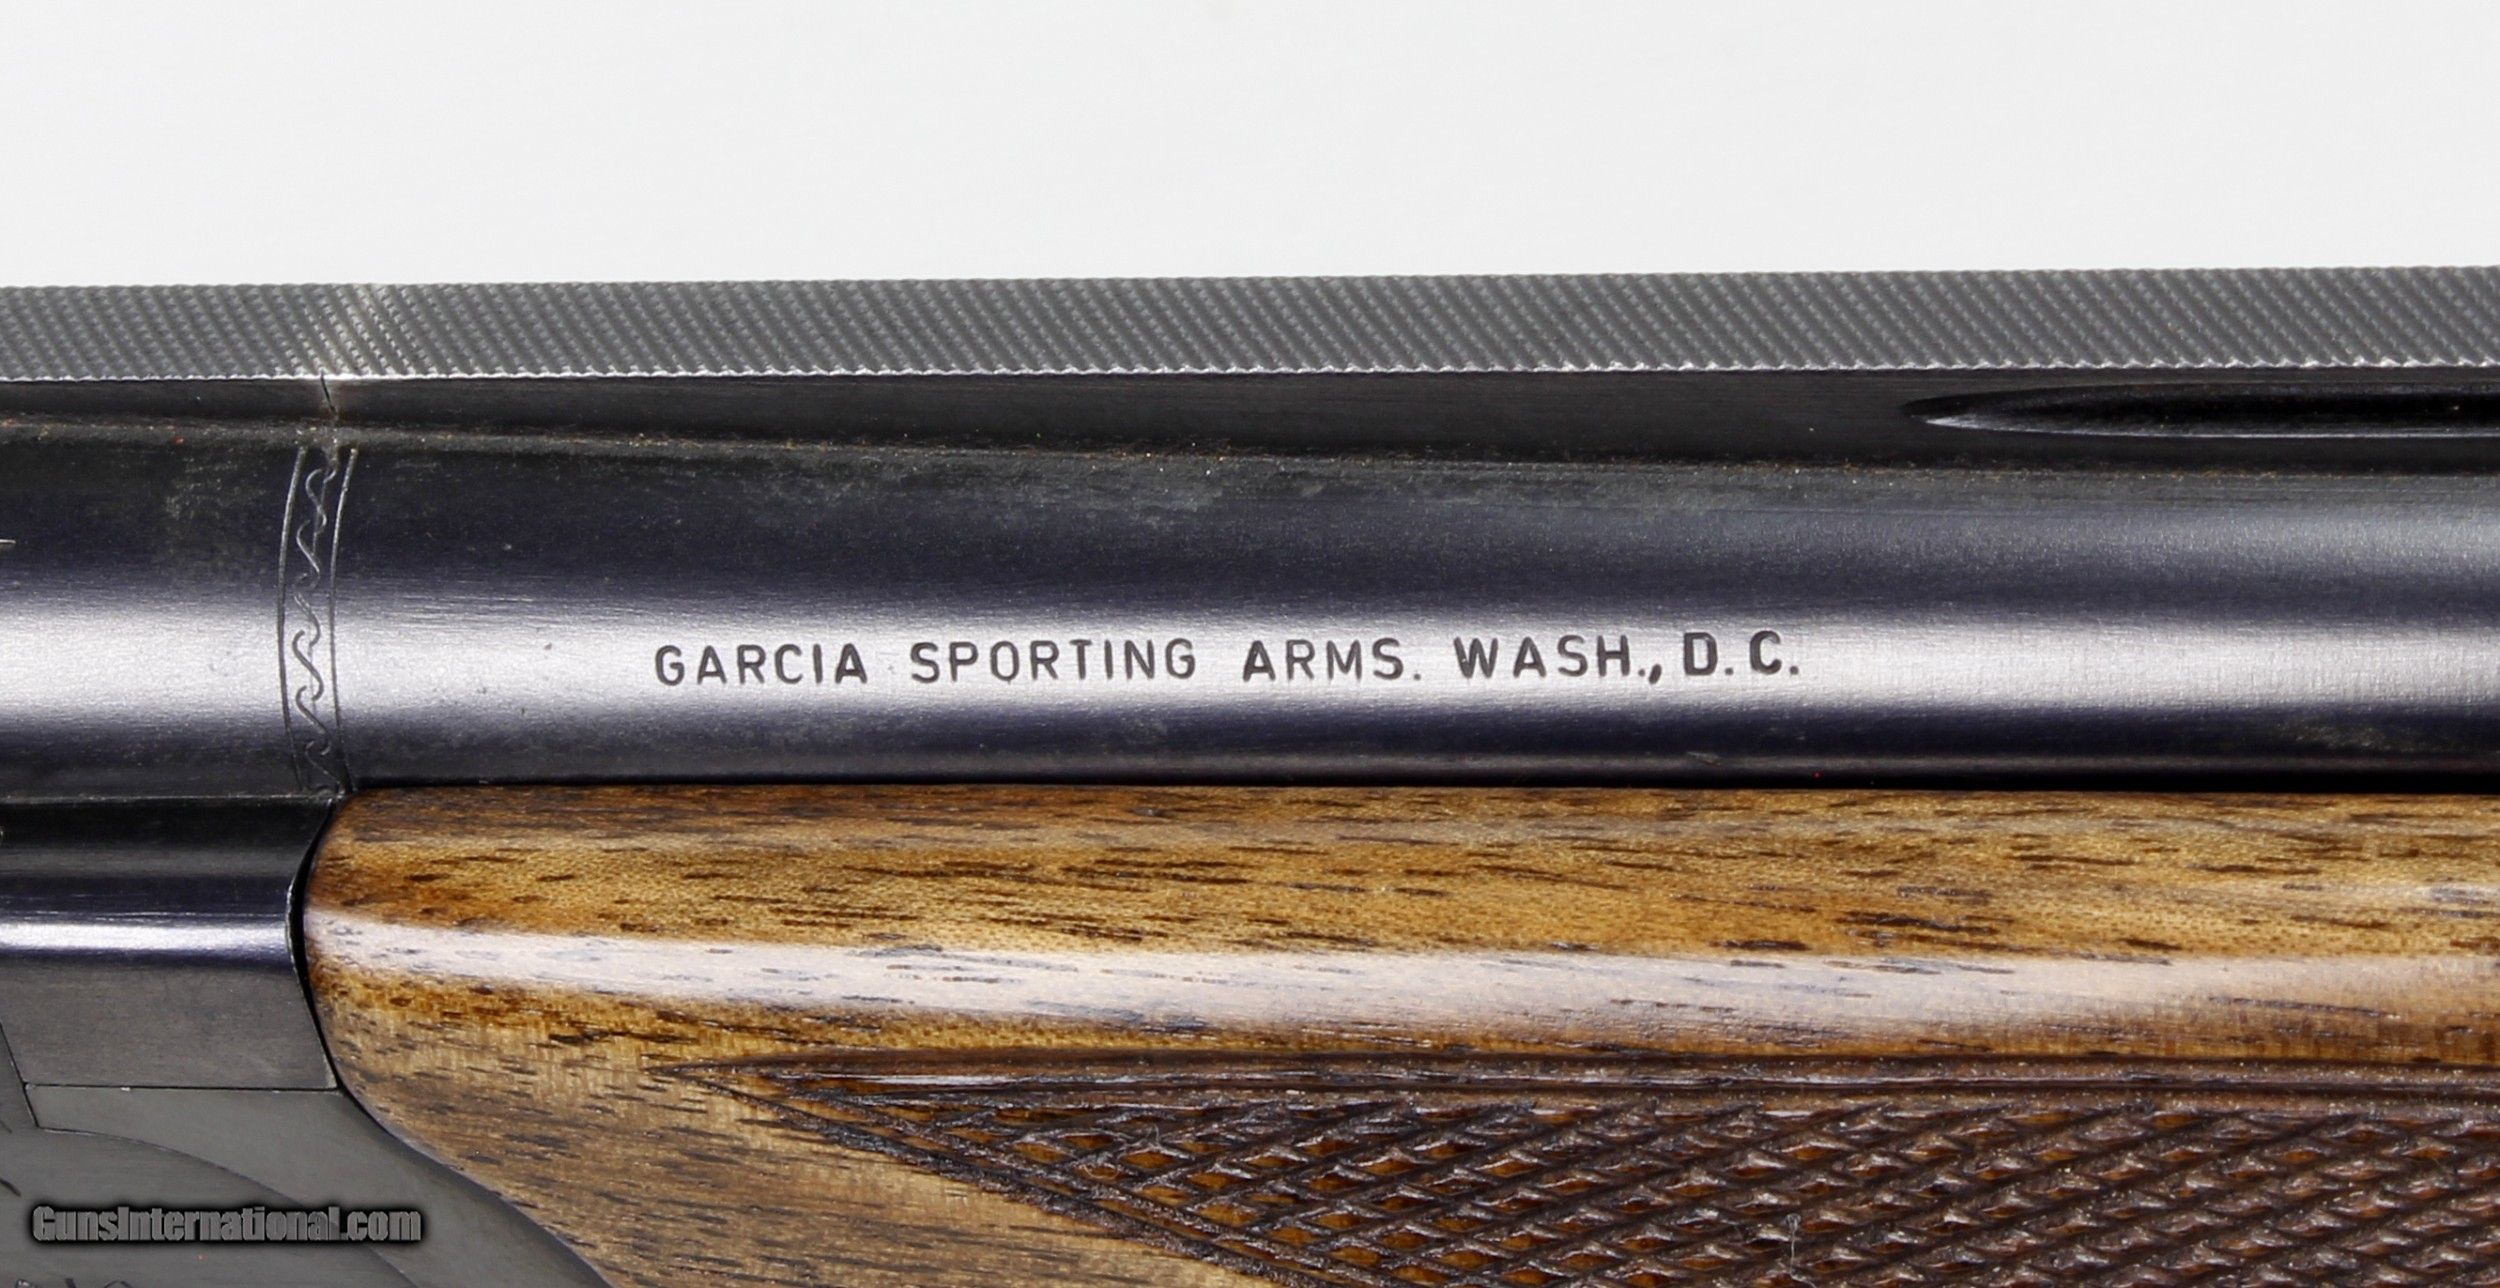 GARCIA SPORTING ARMS. WASH., D.C.
GunsInternational.com